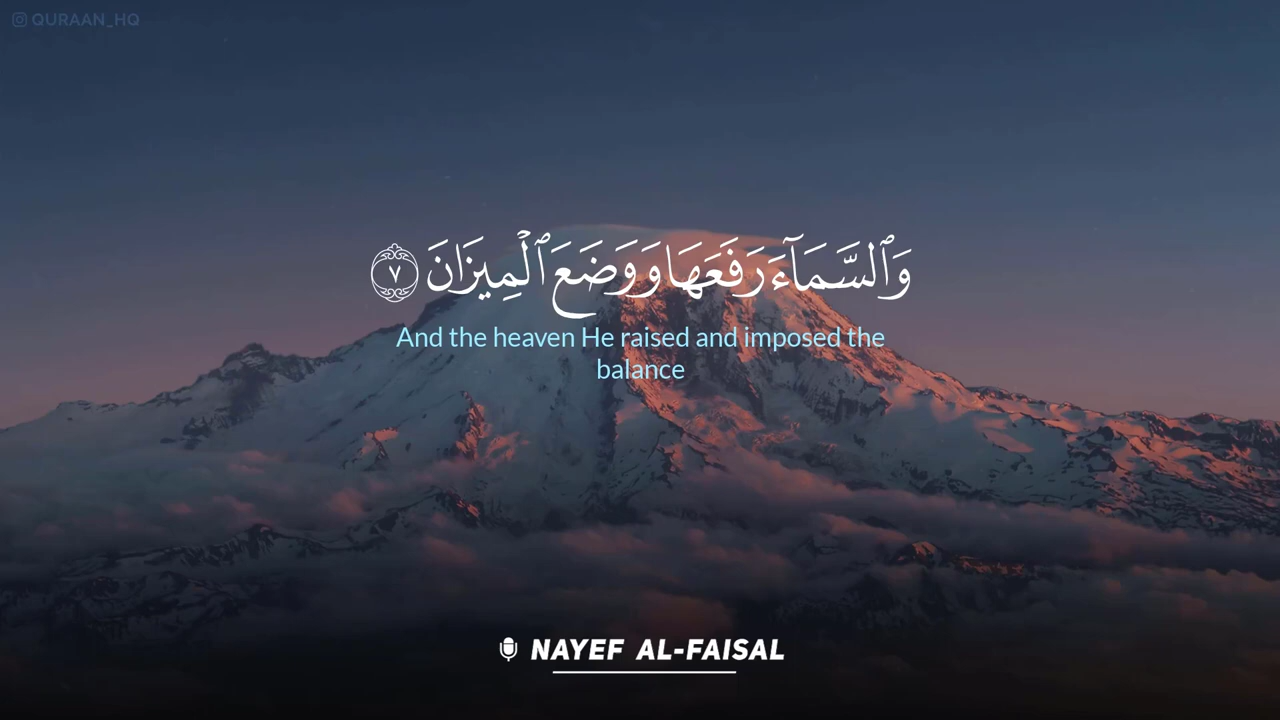 QURAAN_HQ
وَٱلسَّمَآءَ رَفَعَهَا وَوَضَعَ ٱلْمِيزَانَ ٧
And the heaven He raised and imposed the
balance
NAYEF AL-FAISAL